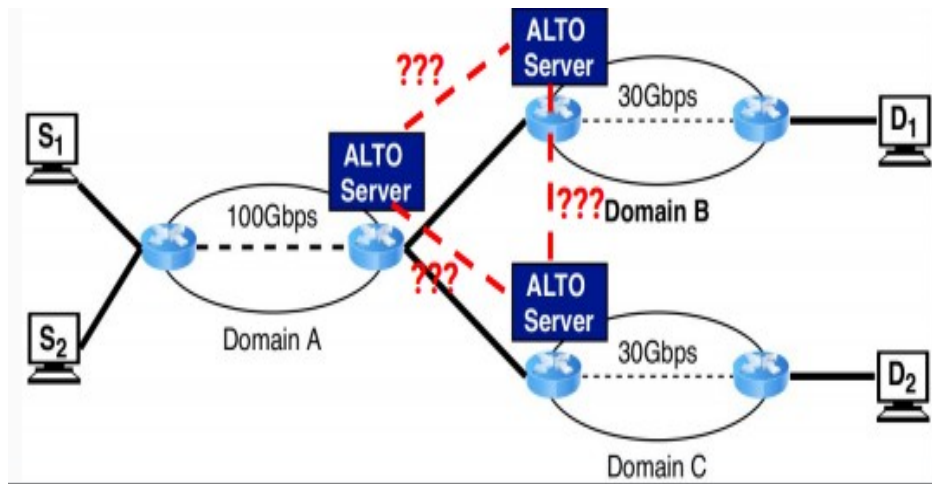 ALTO
Server
???
30Gbps
S1
D1
ALTO
Server
100Gbps
???
Domain B
???
ALTO
Server
S2
Domain A
30Gbps
D2
Domain C